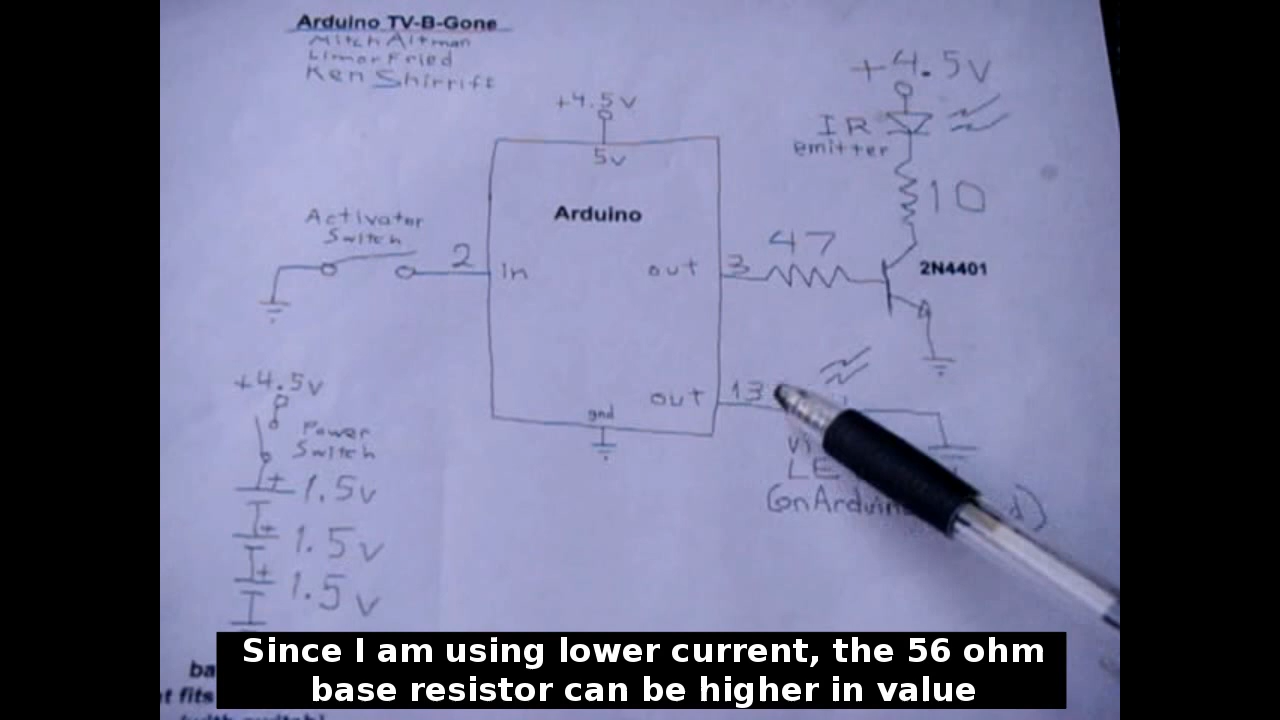 Arduino TV-B-Gone
Mitch Altman
Limor Fried
Ken Shirriff
+4.5v
5v
Arduino
Activator
Switch
2
in
out
3
47
+4.5v
IR
emitter
10
2N4401
out
13
gnd
LE
+4.5v
Power
Switch
+ 1.5v
+ 1.5v
+ 1.5v
Since I am using lower current, the 56 ohm
base resistor can be higher in value